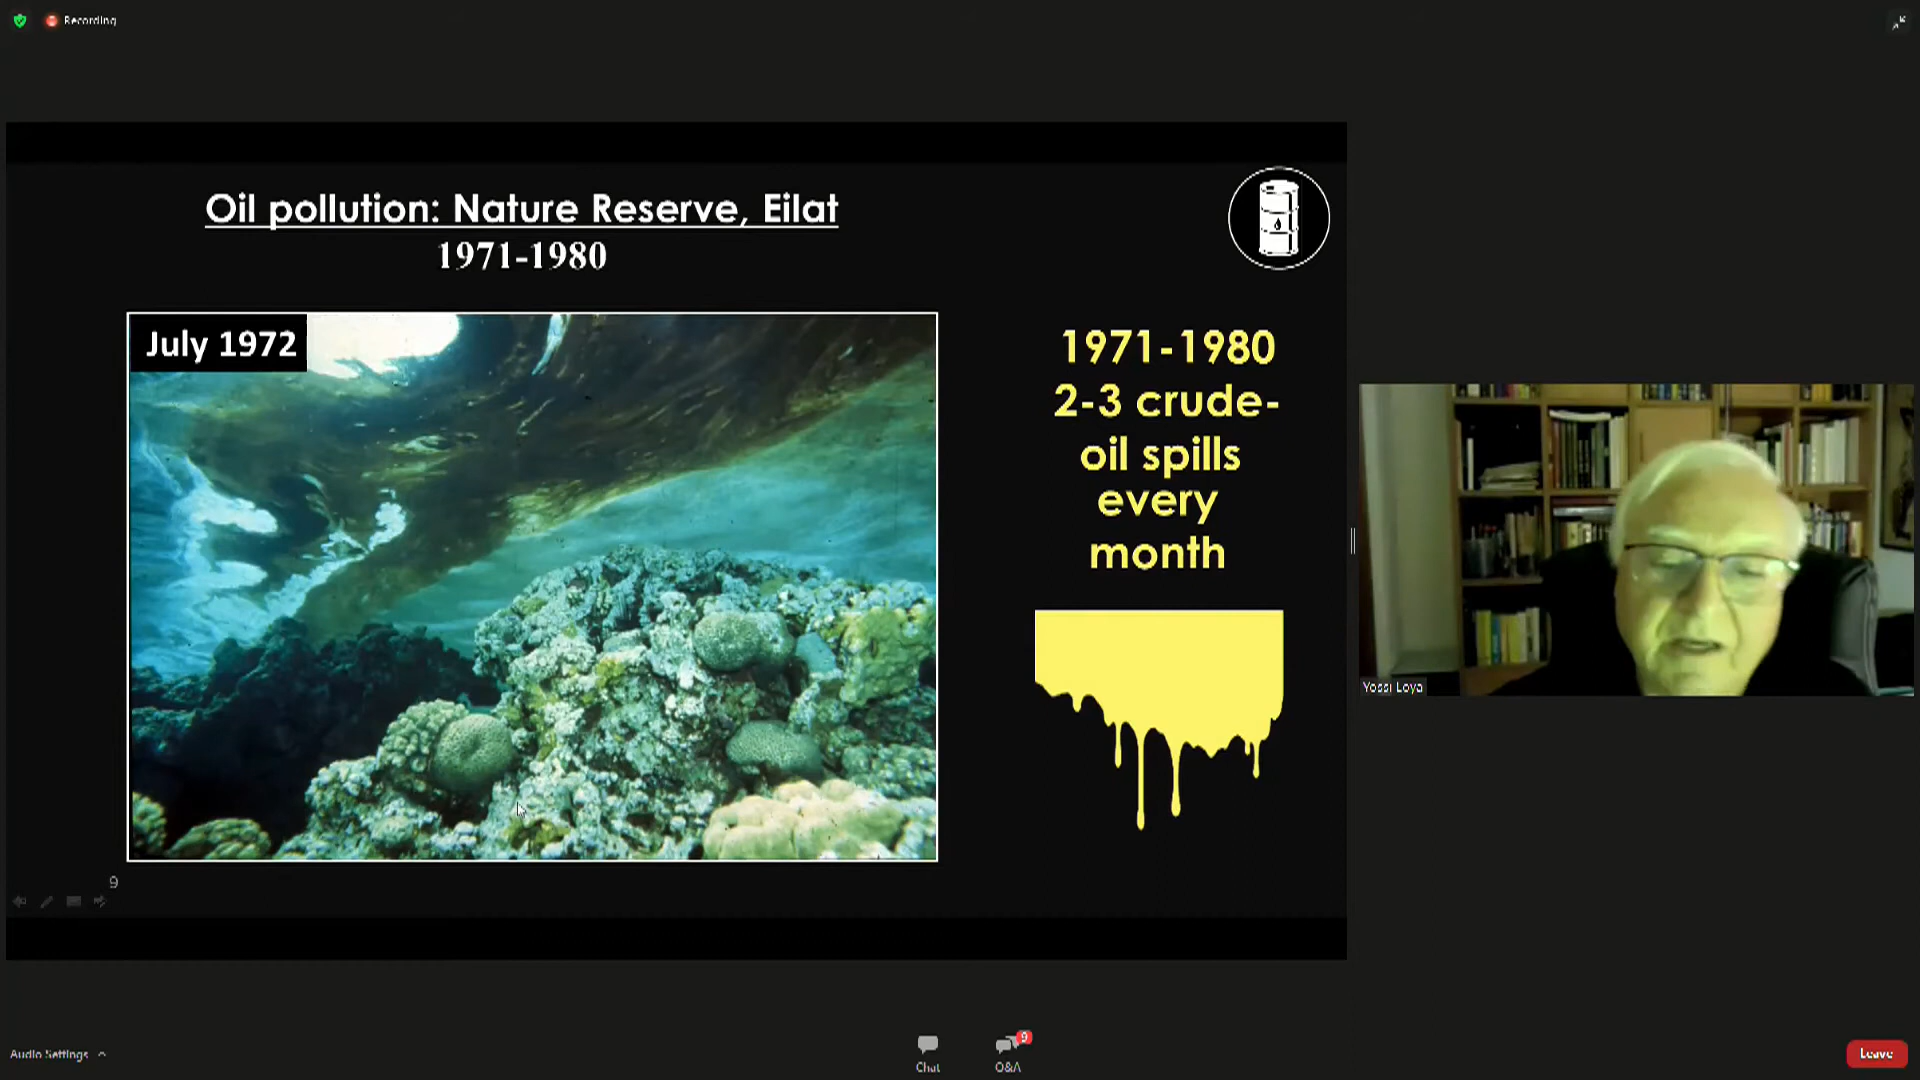 Recording
Oil pollution: Nature Reserve, Eilat
1971-1980
July 1972
1971-1980
2-3 crude-
oil spills
every
month
Yossi Loya
9
Audio Settings
Chat
9
Q&A
Leave